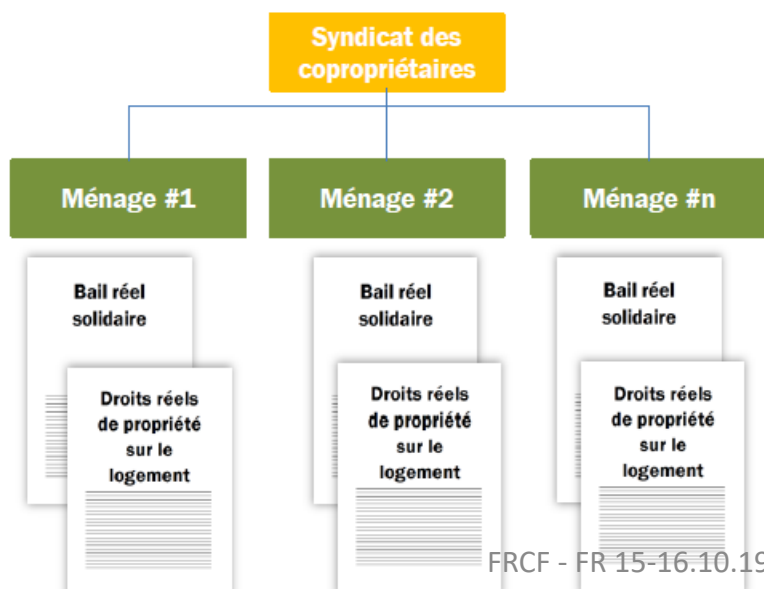 Syndicat des
copropriétaires
Ménage #1
Ménage #2
Ménage #n
Bail réel
solidaire
Droits réels
de propriété
sur le
logement
Bail réel
solidaire
Droits réels
de propriété
sur le
logement
Bail réel
solidaire
Droits réels
de propriété
sur le
logement
FRCF - FR 15-16.10.19